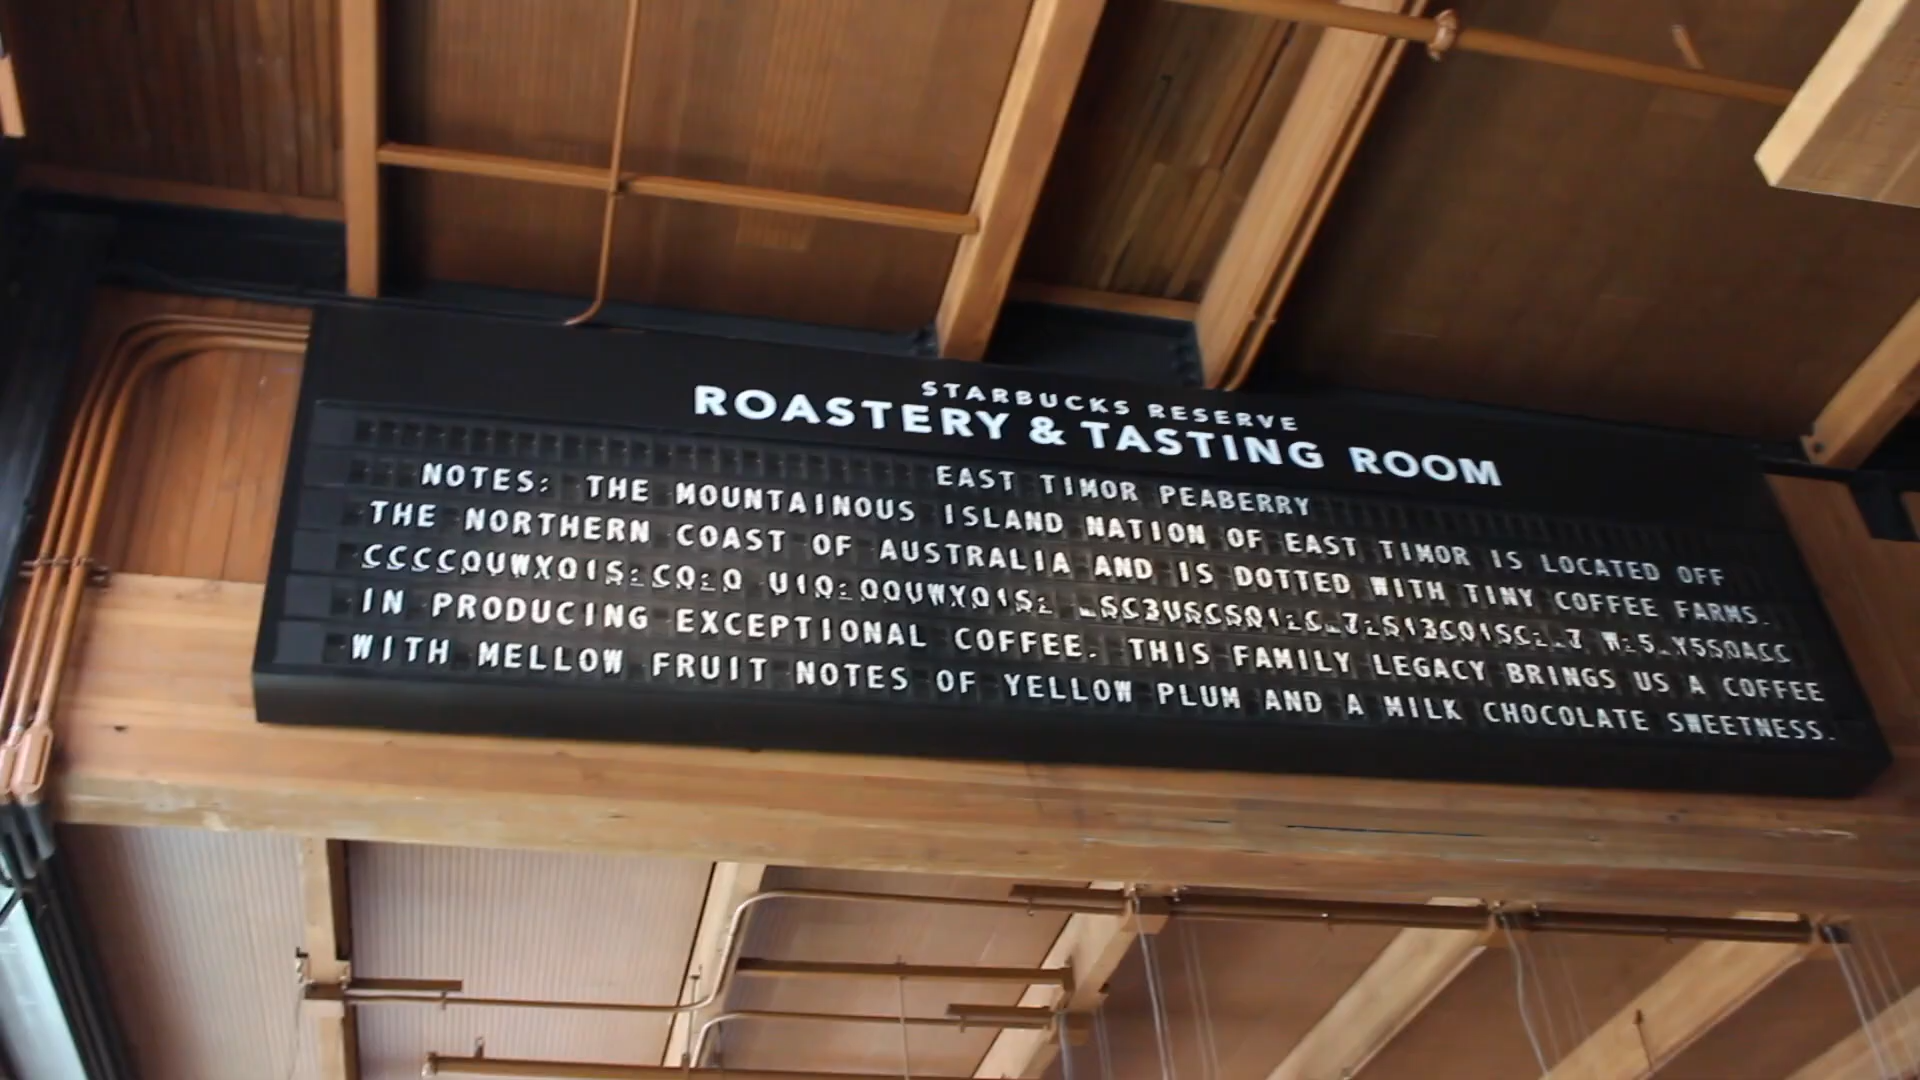 STARBUCKS RESERVE
ROASTERY & TASTING ROOM
EAST TIMOR PEABERRY
NOTES: THE MOUNTAINOUS ISLAND NATION OF EAST TIMOR IS LOCATED OFF
THE NORTHERN COAST OF AUSTRALIA AND IS DOTTED WITH TINY COFFEE FARMS.
IN PRODUCING EXCEPTIONAL COFFEE. THIS FAMILY LEGACY BRINGS US A COFFEE
WITH MELLOW FRUIT NOTES OF YELLOW PLUM AND A MILK CHOCOLATE SWEETNESS.